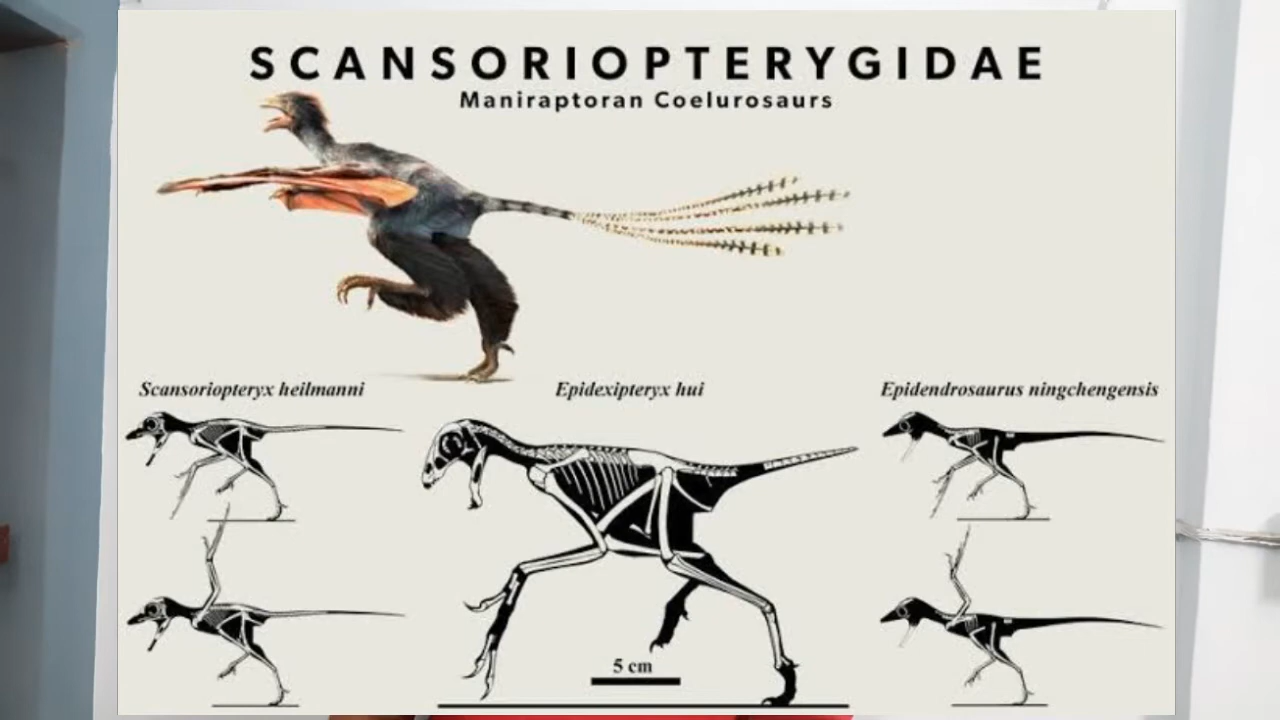 SCANSORIOPTERYGIDAE
Maniraptoran Coelurosaurs
Scansoriopteryx heilmanni
Epidexipteryx hui
Epidendrosaurus ningchengensis
5 cm